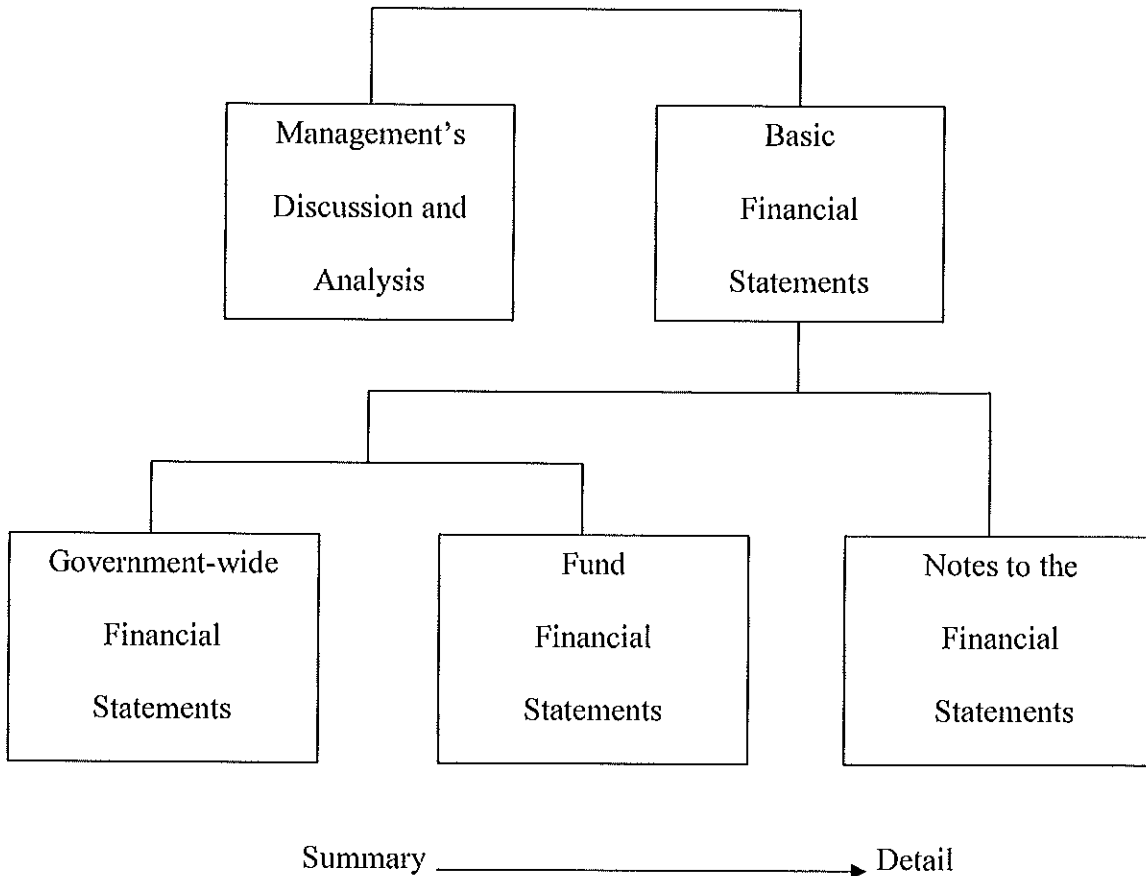 Management's
Discussion and
Analysis
Basic
Financial
Statements
Government-wide
Financial
Statements
Fund
Financial
Statements
Notes to the
Financial
Statements
Summary Detail